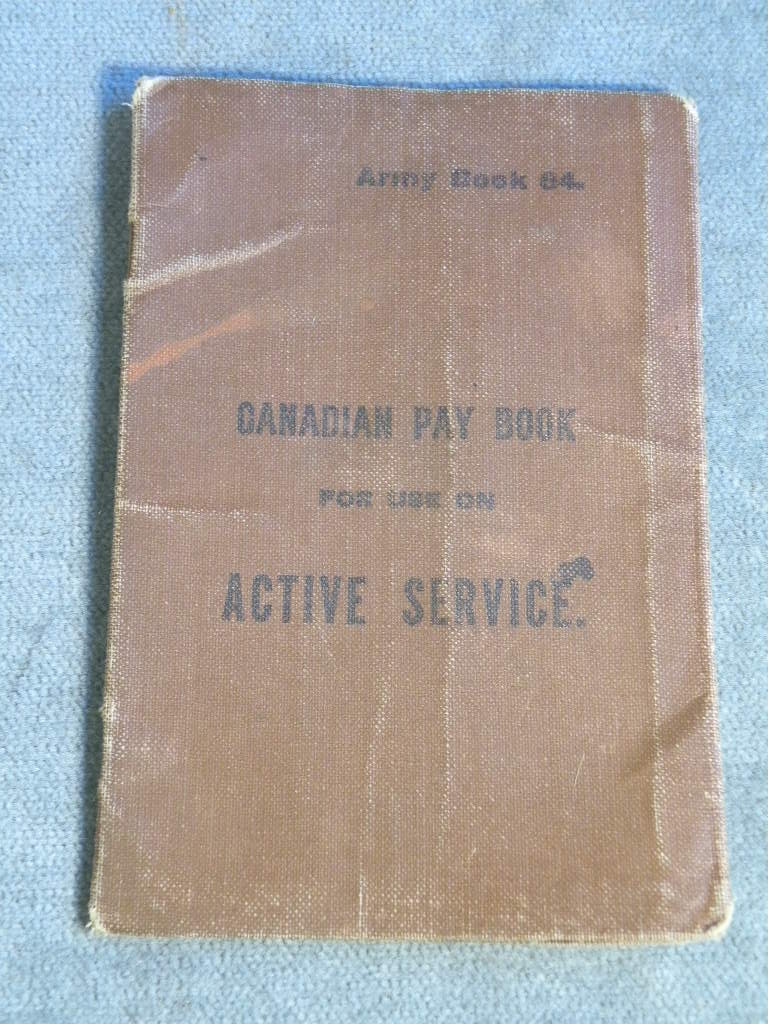 Army Book 64.
CANADIAN PAY BOOK
FOR USE ON
ACTIVE SERVICE.